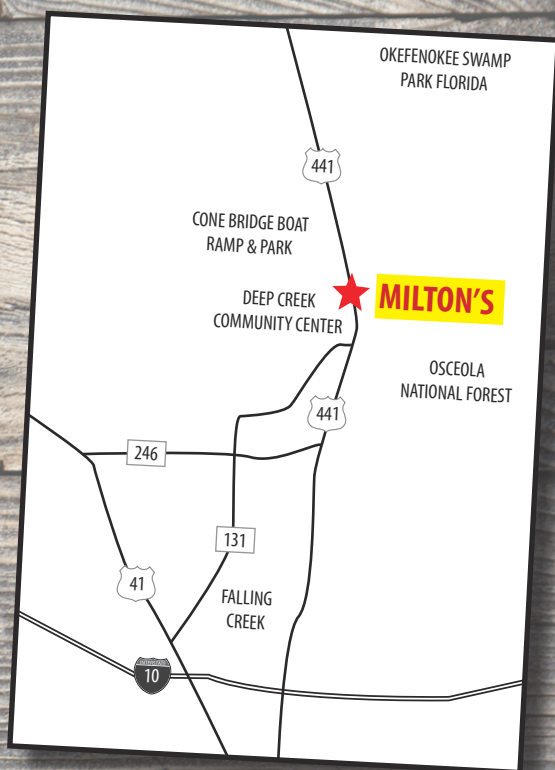 OKEFENOKEE SWAMP
PARK FLORIDA
441
CONE BRIDGE BOAT
RAMP & PARK
MILTON'S
DEEP CREEK
COMMUNITY CENTER
OSCEOLA
NATIONAL FOREST
441
246
131
41
FALLING
CREEK
INTERSTATE
10